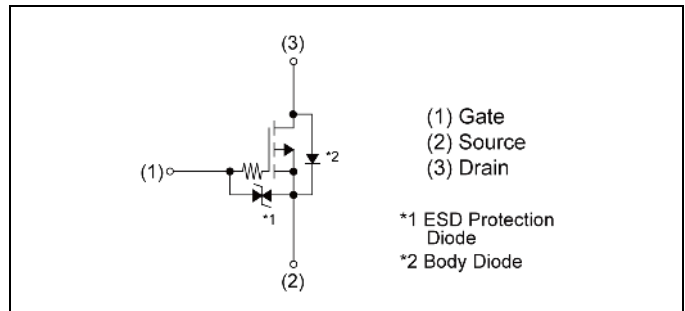 (3)
(1) Gate
(2) Source
(3) Drain
*2
(1)
*1
*1 ESD Protection
Diode
*2 Body Diode
(2)